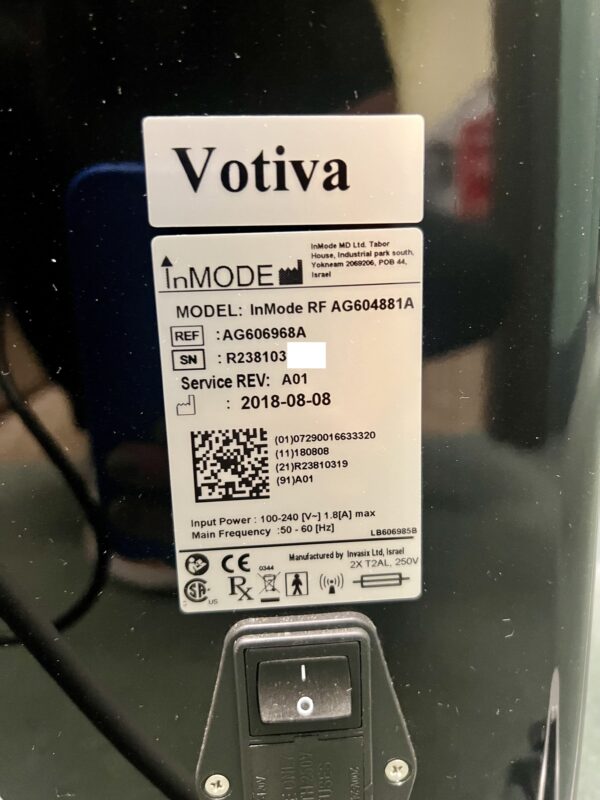 Votiva
InMODE
InMode MD Ltd. Tabor
House, Industrial park south,
Yokneam 2069206, POB 44,
Israel
MODEL: InMode RF AG604881A
REF :AG606968A
SN : R238103
Service REV: A01
: 2018-08-08
(01)07290016633320
(11)180808
(21)R23810319
(91)A01
Input Power : 100-240 [V~] 1.8[A] max
Main Frequency :50 - 60 [Hz]
LB606985B
CE 0344
Manufactured by Invasix Ltd, Israel
2X T2AL, 250V
SA US
Rx